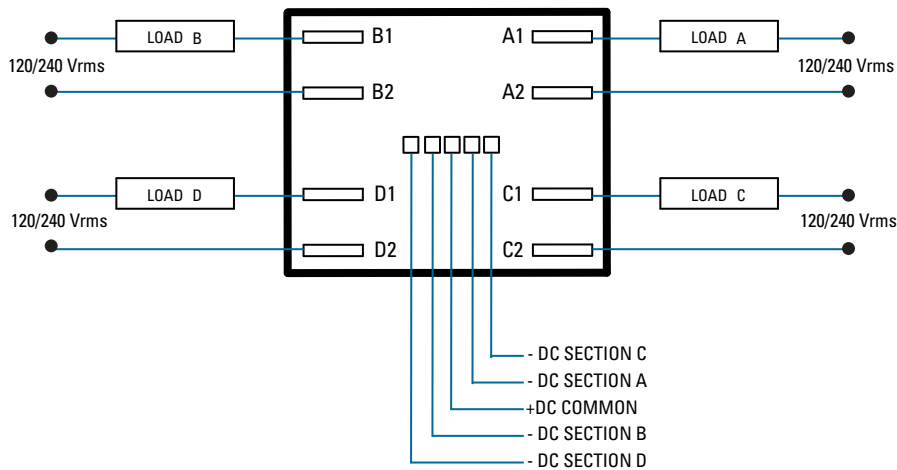 LOAD B
B1
A1
LOAD A
120/240 Vrms
120/240 Vrms
B2
A2
LOAD D
D1
C1
LOAD C
120/240 Vrms
120/240 Vrms
D2
C2
- DC SECTION C
- DC SECTION A
+DC COMMON
- DC SECTION B
- DC SECTION D